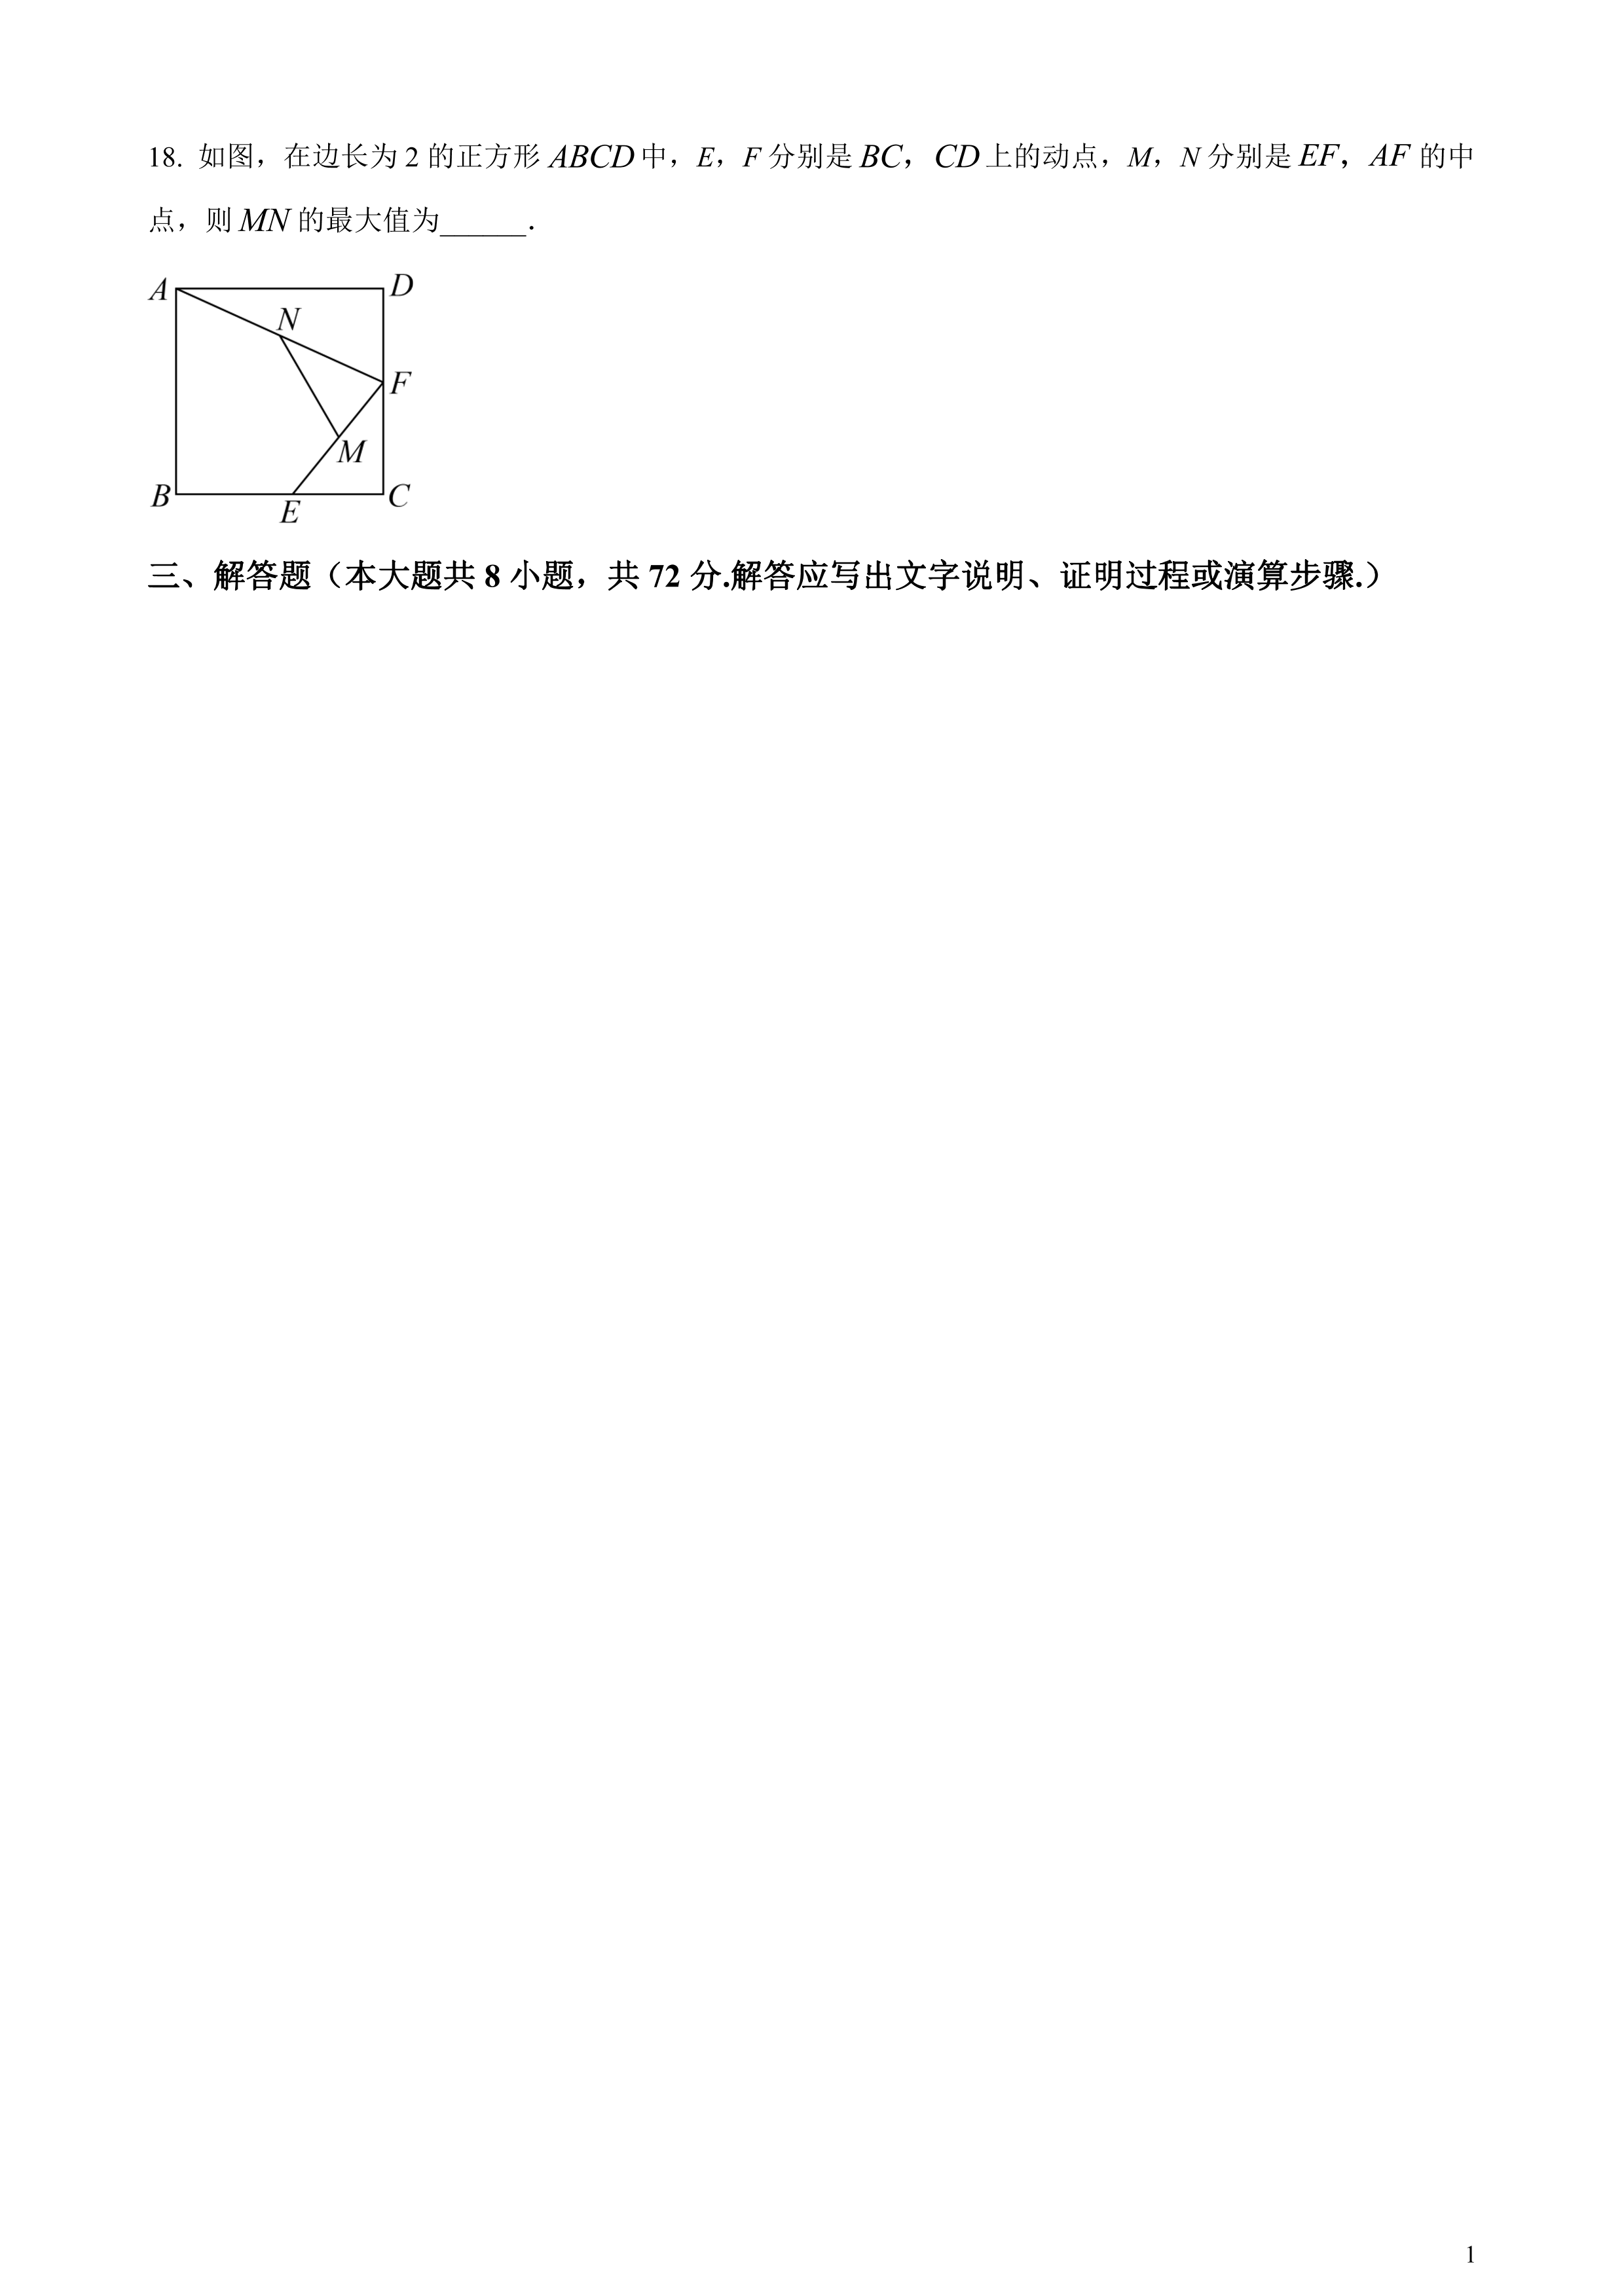 18. 如图，在边长为 2 的正方形 ABCD 中，E，F 分别是 BC，CD 上的动点，M，N 分别是 EF，AF 的中
点，则 MN 的最大值为______.
A
D
N
F
M
B
E
C
三、解答题（本大题共 8 小题，共 72 分.解答应写出文字说明、证明过程或演算步骤.）
1